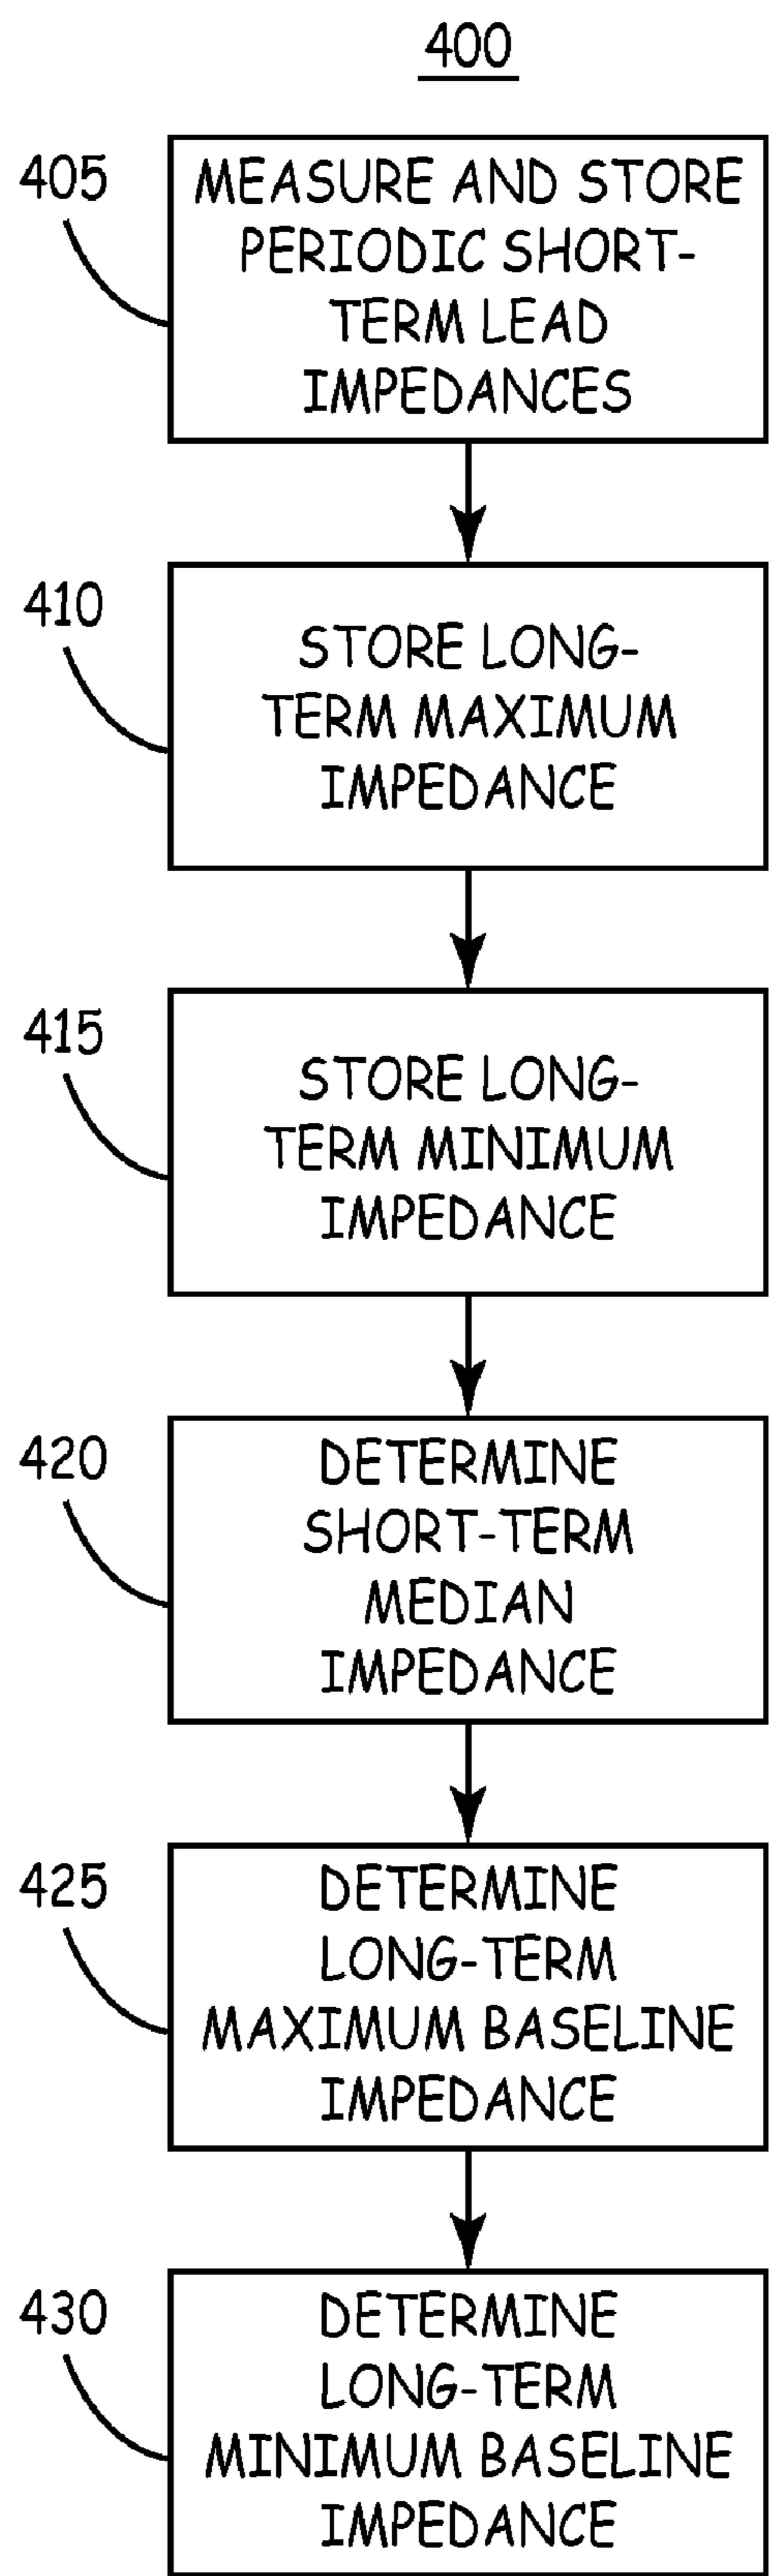 400
405
MEASURE AND STORE
PERIODIC SHORT-
TERM LEAD
IMPEDANCES
410
STORE LONG-
TERM MAXIMUM
IMPEDANCE
415
STORE LONG-
TERM MINIMUM
IMPEDANCE
420
DETERMINE
SHORT-TERM
MEDIAN
IMPEDANCE
425
DETERMINE
LONG-TERM
MAXIMUM BASELINE
IMPEDANCE
430
DETERMINE
LONG-TERM
MINIMUM BASELINE
IMPEDANCE